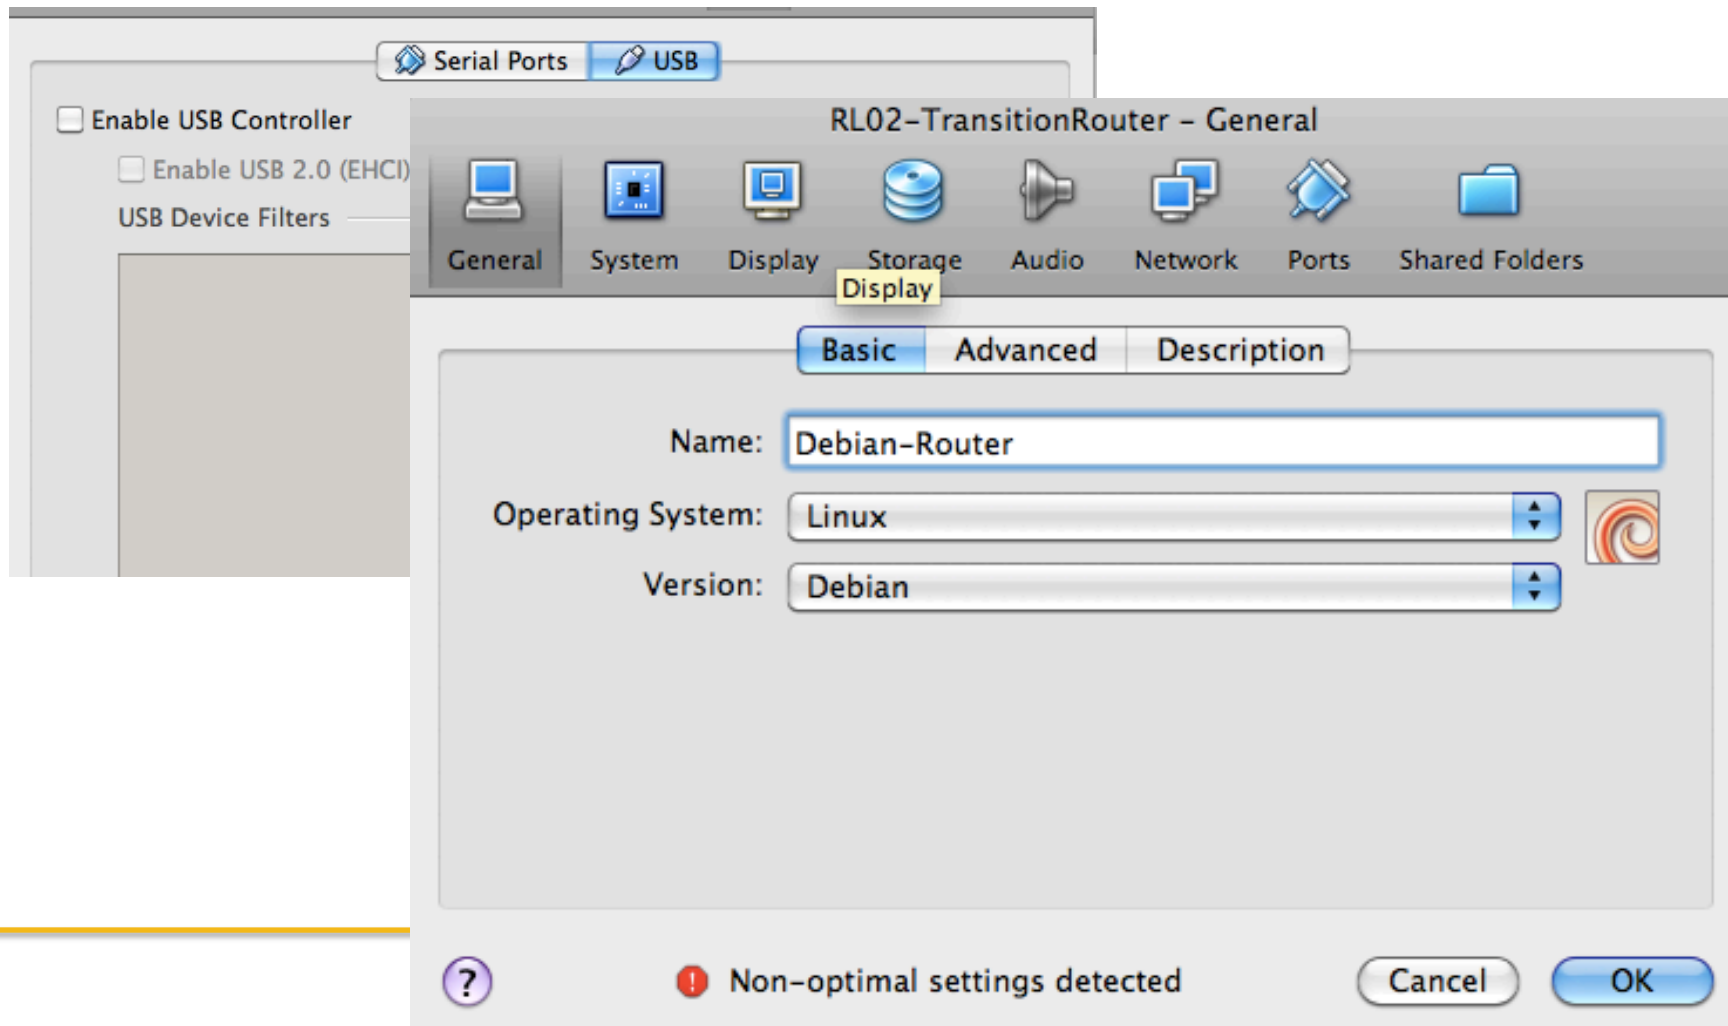 Serial Ports USB
Enable USB Controller
Enable USB 2.0 (EHCI)
USB Device Filters
RL02-TransitionRouter - General
General System Display Storage Audio Network Ports Shared Folders
Display
Basic Advanced Description
Name: Debian-Router
Operating System: Linux
Version: Debian
? Non-optimal settings detected Cancel OK